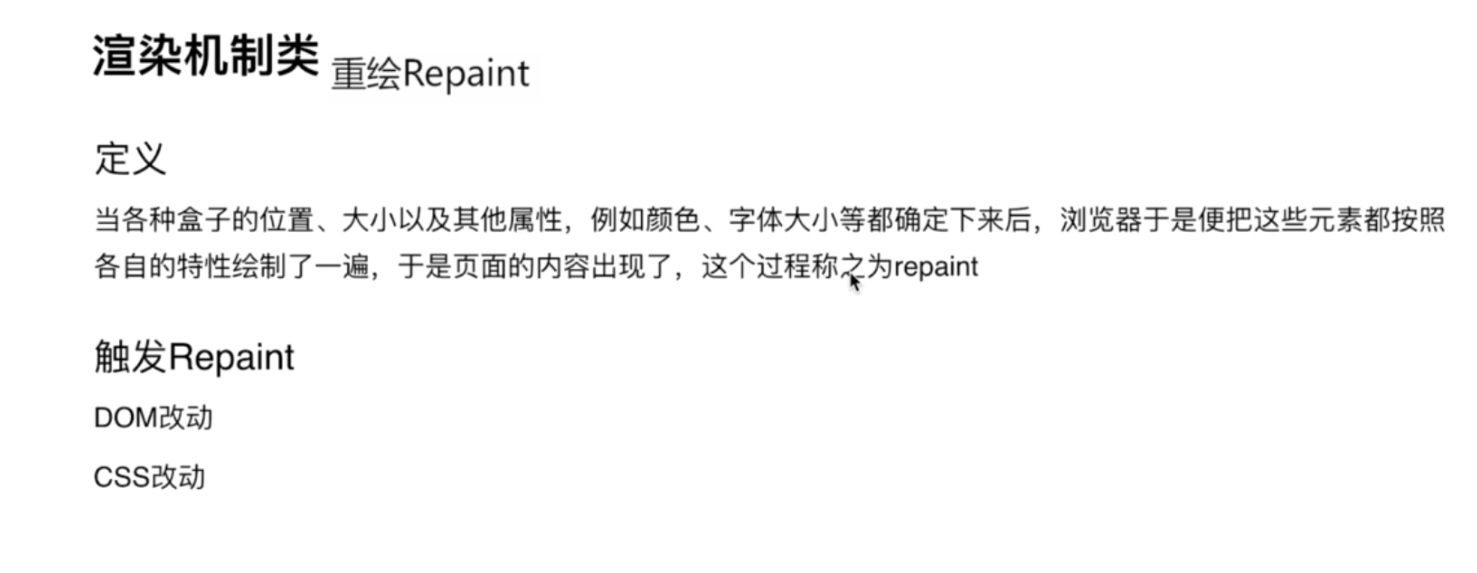 渲染机制类 重绘Repaint
定义
当各种盒子的位置、大小以及其他属性，例如颜色、字体大小等都确定下来后，浏览器于是便把这些元素都按照
各自的特性绘制了一遍，于是页面的内容出现了，这个过程称之为repaint
触发Repaint
DOM改动
CSS改动